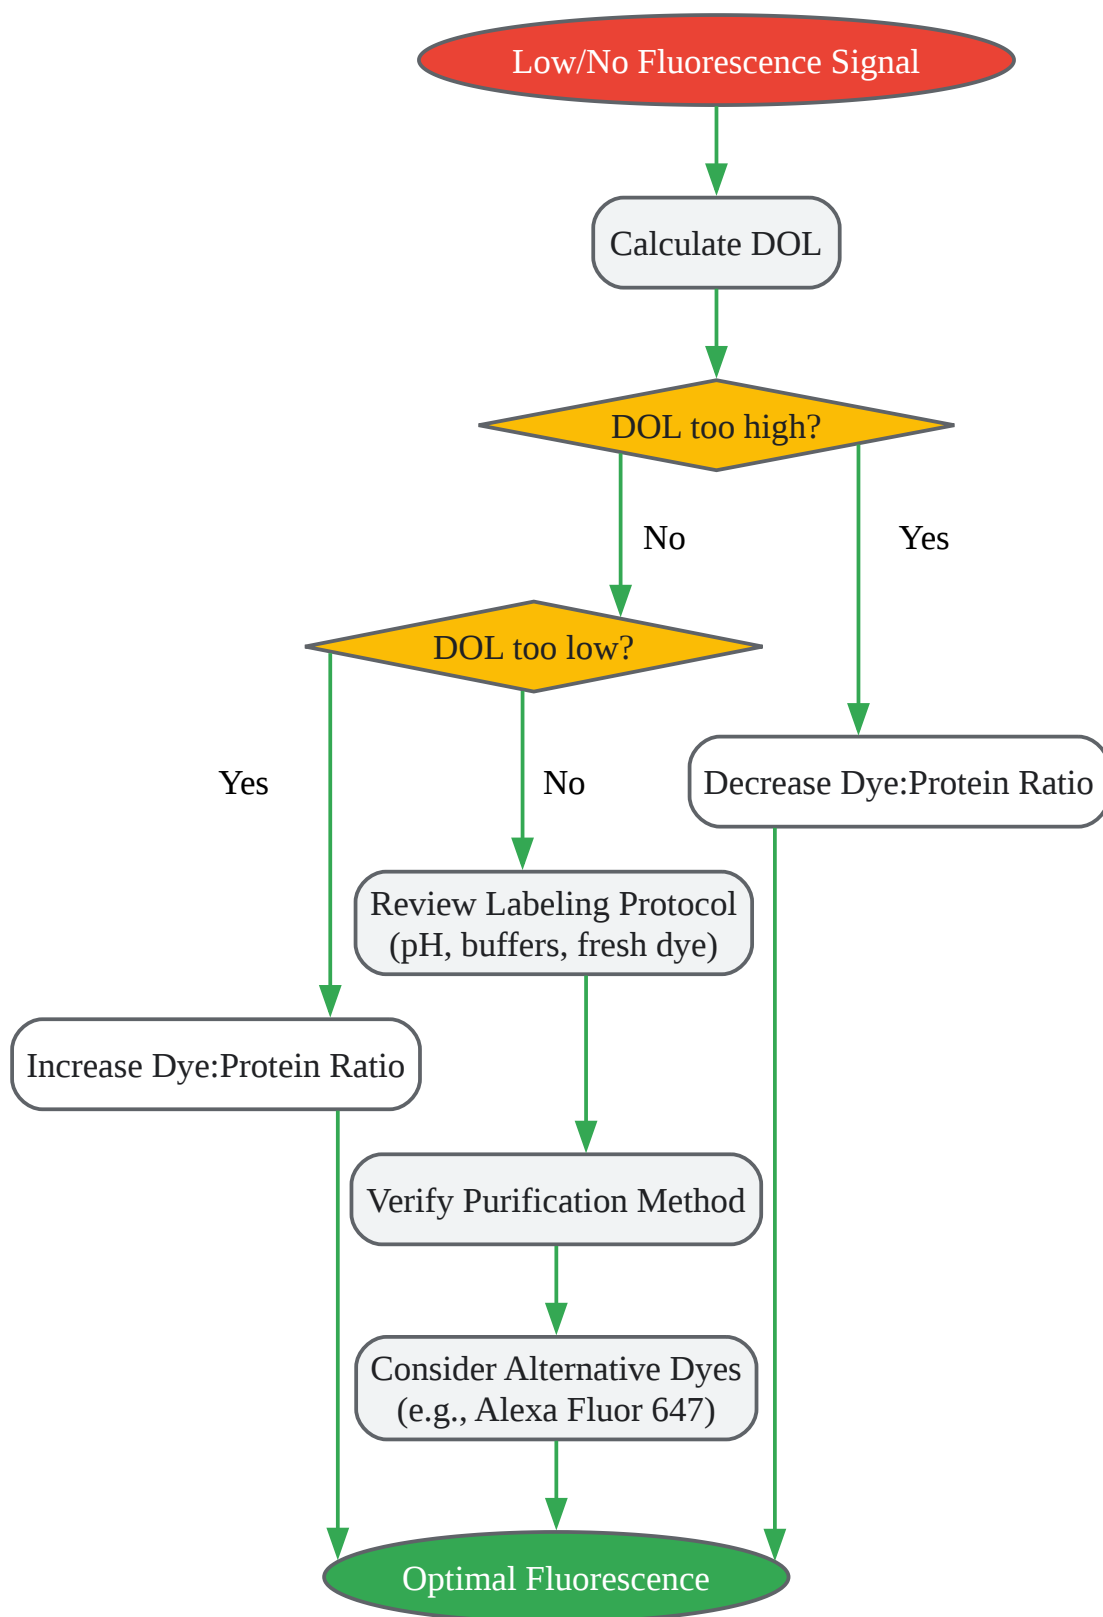 Low/No Fluorescence Signal
Calculate DOL
DOL too high?
No
Yes
DOL too low?
Yes
No
Decrease Dye:Protein Ratio
Review Labeling Protocol
(pH, buffers, fresh dye)
Increase Dye:Protein Ratio
Verify Purification Method
Consider Alternative Dyes
(e.g., Alexa Fluor 647)
Optimal Fluorescence